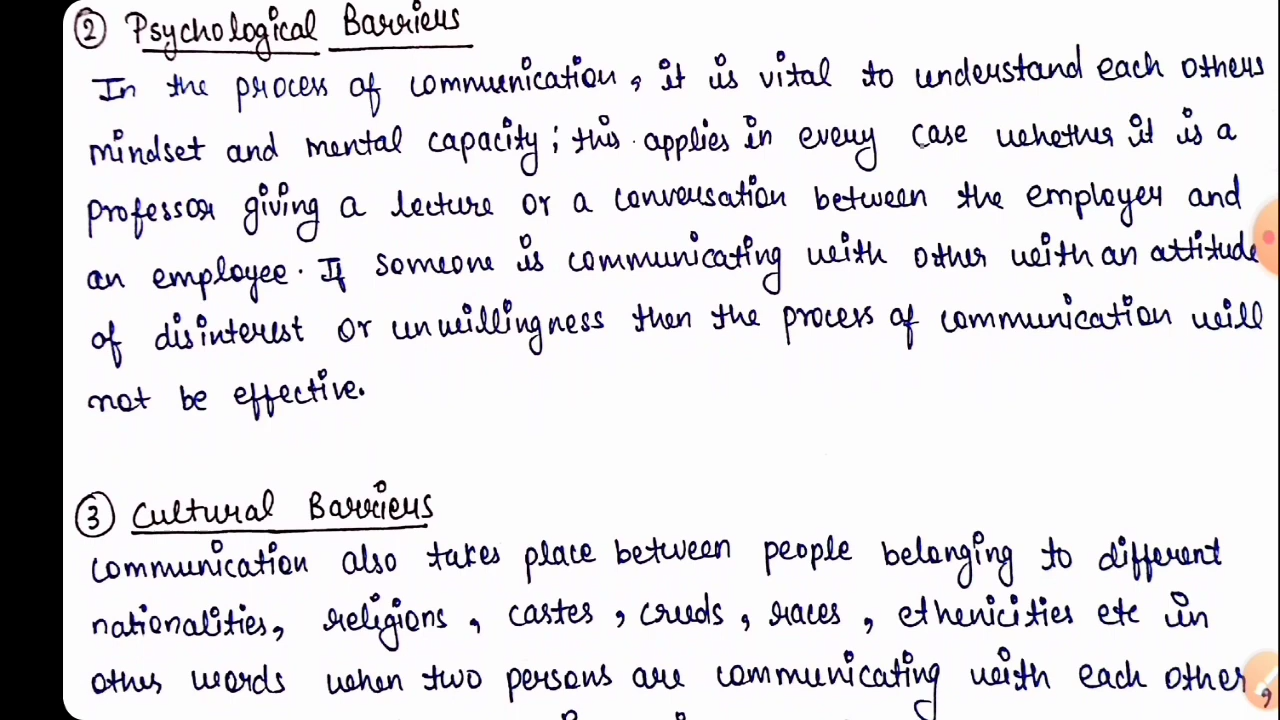 ② Psychological Barriers
In the process of communication, it is vital to understand each others
mindset and mental capacity; this applies in every case whether it is a
professor giving a lecture or a conversation between the employer and
an employee. If someone is communicating with other with an attitude
of disinterest or unwillingness then the process of communication will
not be effective.
③ Cultural Barriers
Communication also takes place between people belonging to different
nationalities, religions, castes, creeds, races, ethenicities etc in
other words when two persons are communicating with each other,